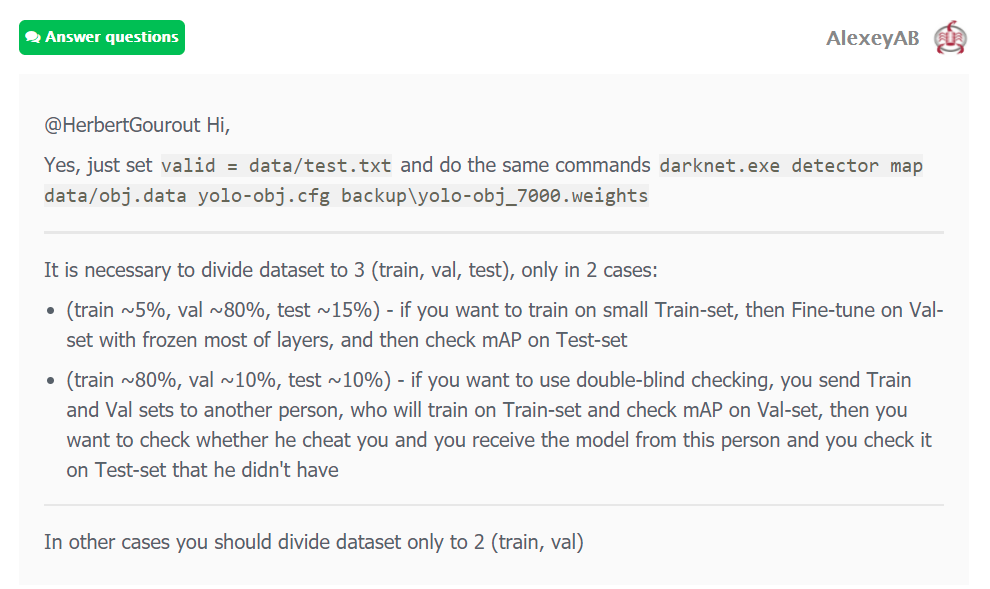 Answer questions
AlexeyAB
@HerbertGourout Hi,
Yes, just set valid = data/test.txt and do the same commands darknet.exe detector map
data/obj.data yolo-obj.cfg backup\yolo-obj_7000.weights
It is necessary to divide dataset to 3 (train, val, test), only in 2 cases:
• (train ~5%, val ~80%, test ~15%) - if you want to train on small Train-set, then Fine-tune on Val-
set with frozen most of layers, and then check mAP on Test-set
• (train ~80%, val ~10%, test ~10%) - if you want to use double-blind checking, you send Train
and Val sets to another person, who will train on Train-set and check mAP on Val-set, then you
want to check whether he cheat you and you receive the model from this person and you check it
on Test-set that he didn't have
In other cases you should divide dataset only to 2 (train, val)